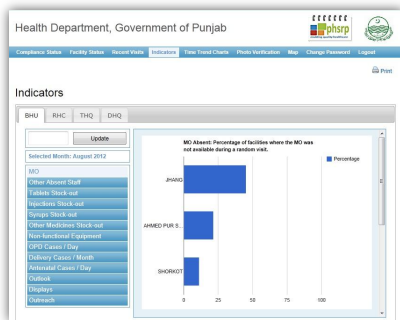 Health Department, Government of Punjab
phsrp
Compliance Status Facility Status Recent Visits Indicators Time Trend Charts Photo Verification Map Change Password Logout
Print
Indicators
BHU RHC THQ DHQ
Update
Selected Month: August 2012
MO
Other Absent Staff
Tablets Stock-out
Injections Stock-out
Syrups Stock-out
Other Medicines Stock-out
Non-functional Equipment
OPD Cases / Day
Delivery Cases / Month
Antenatal Cases / Day
Outlook
Displays
Outreach
MO Absent: Percentage of facilities where the MO was
not available during a random visit.
Percentage
JHANG
AHMED PUR S...
SHORKOT
0 25 50 75 100